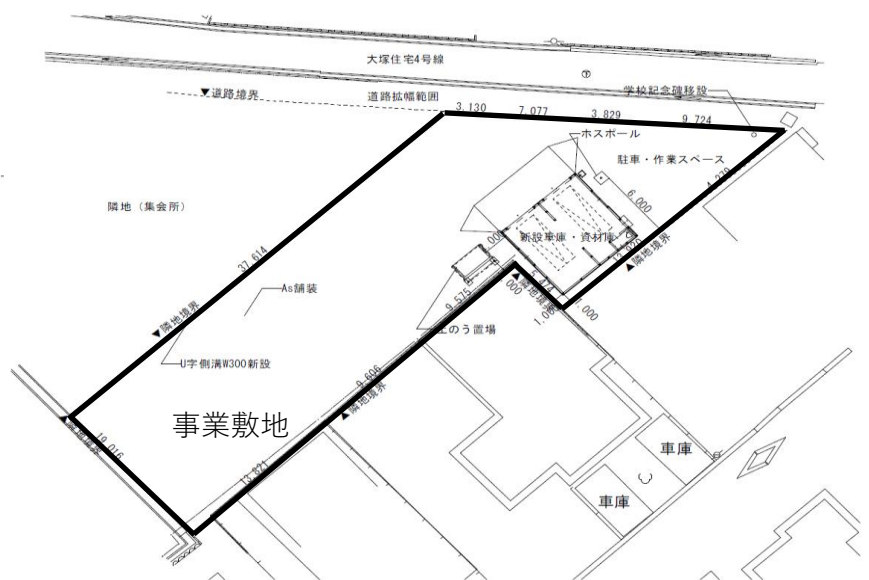 大塚住宅4号線
▼道路境界
道路拡幅範囲
学校記念碑移設
3.130
7.077
3.829
9.724
ホスポール
駐車・作業スペース
4.279
6.000
隣地（集会所）
新設車庫・資材庫
▼隣地境界
37.614
As舗装
9.575
1.000
▼隣地境界
土のう置場
U字側溝W300新設
9.606
▲隣地境界
事業敷地
19.016
13.821
車庫
車庫